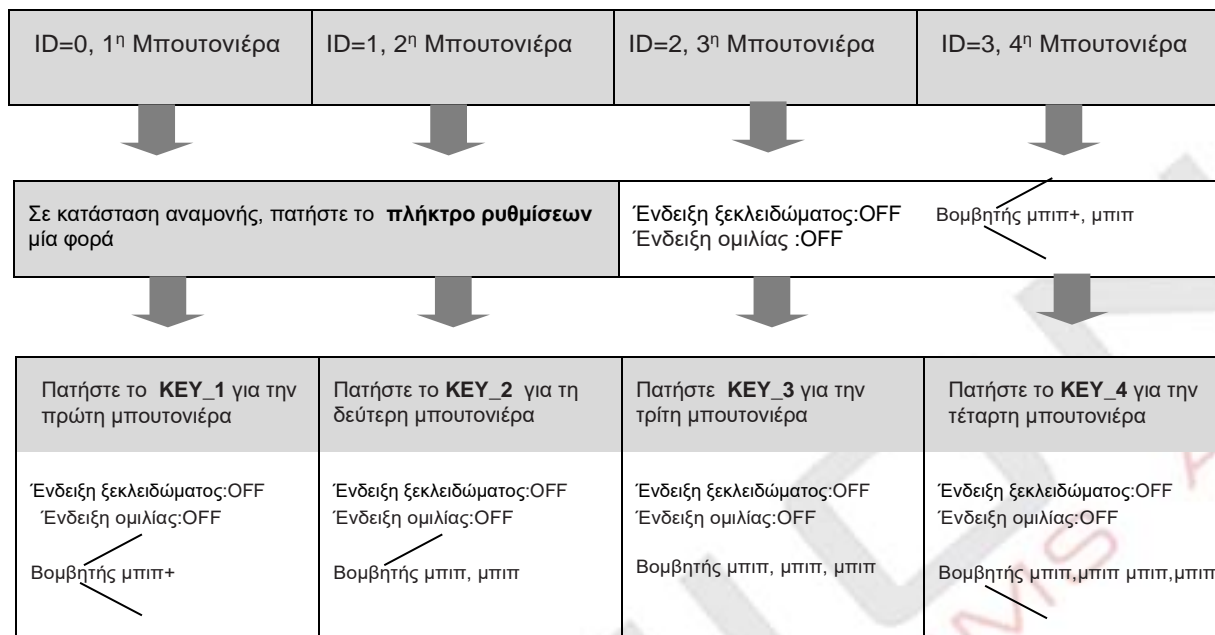 ID=0, 1η Μπουτονιέρα
ID=1, 2η Μπουτονιέρα
ID=2, 3η Μπουτονιέρα
ID=3, 4η Μπουτονιέρα
Σε κατάσταση αναμονής, πατήστε το πλήκτρο ρυθμίσεων
μία φορά
Ένδειξη ξεκλειδώματος:OFF
Ένδειξη ομιλίας :OFF
Βομβητής μπιπ+, μπιπ
Πατήστε το KEY_1 για την
πρώτη μπουτονιέρα
Πατήστε το KEY_2 για τη
δεύτερη μπουτονιέρα
Πατήστε KEY_3 για την
τρίτη μπουτονιέρα
Πατήστε το KEY_4 για την
τέταρτη μπουτονιέρα
Ένδειξη ξεκλειδώματος:OFF
Ένδειξη ομιλίας:OFF
Βομβητής μπιπ+
Ένδειξη ξεκλειδώματος:OFF
Ένδειξη ομιλίας:OFF
Βομβητής μπιπ, μπιπ
Ένδειξη ξεκλειδώματος:OFF
Ένδειξη ομιλίας:OFF
Βομβητής μπιπ, μπιπ, μπιπ
Ένδειξη ξεκλειδώματος:OFF
Ένδειξη ομιλίας:OFF
Βομβητής μπιπ,μπιπ μπιπ,μπιπ